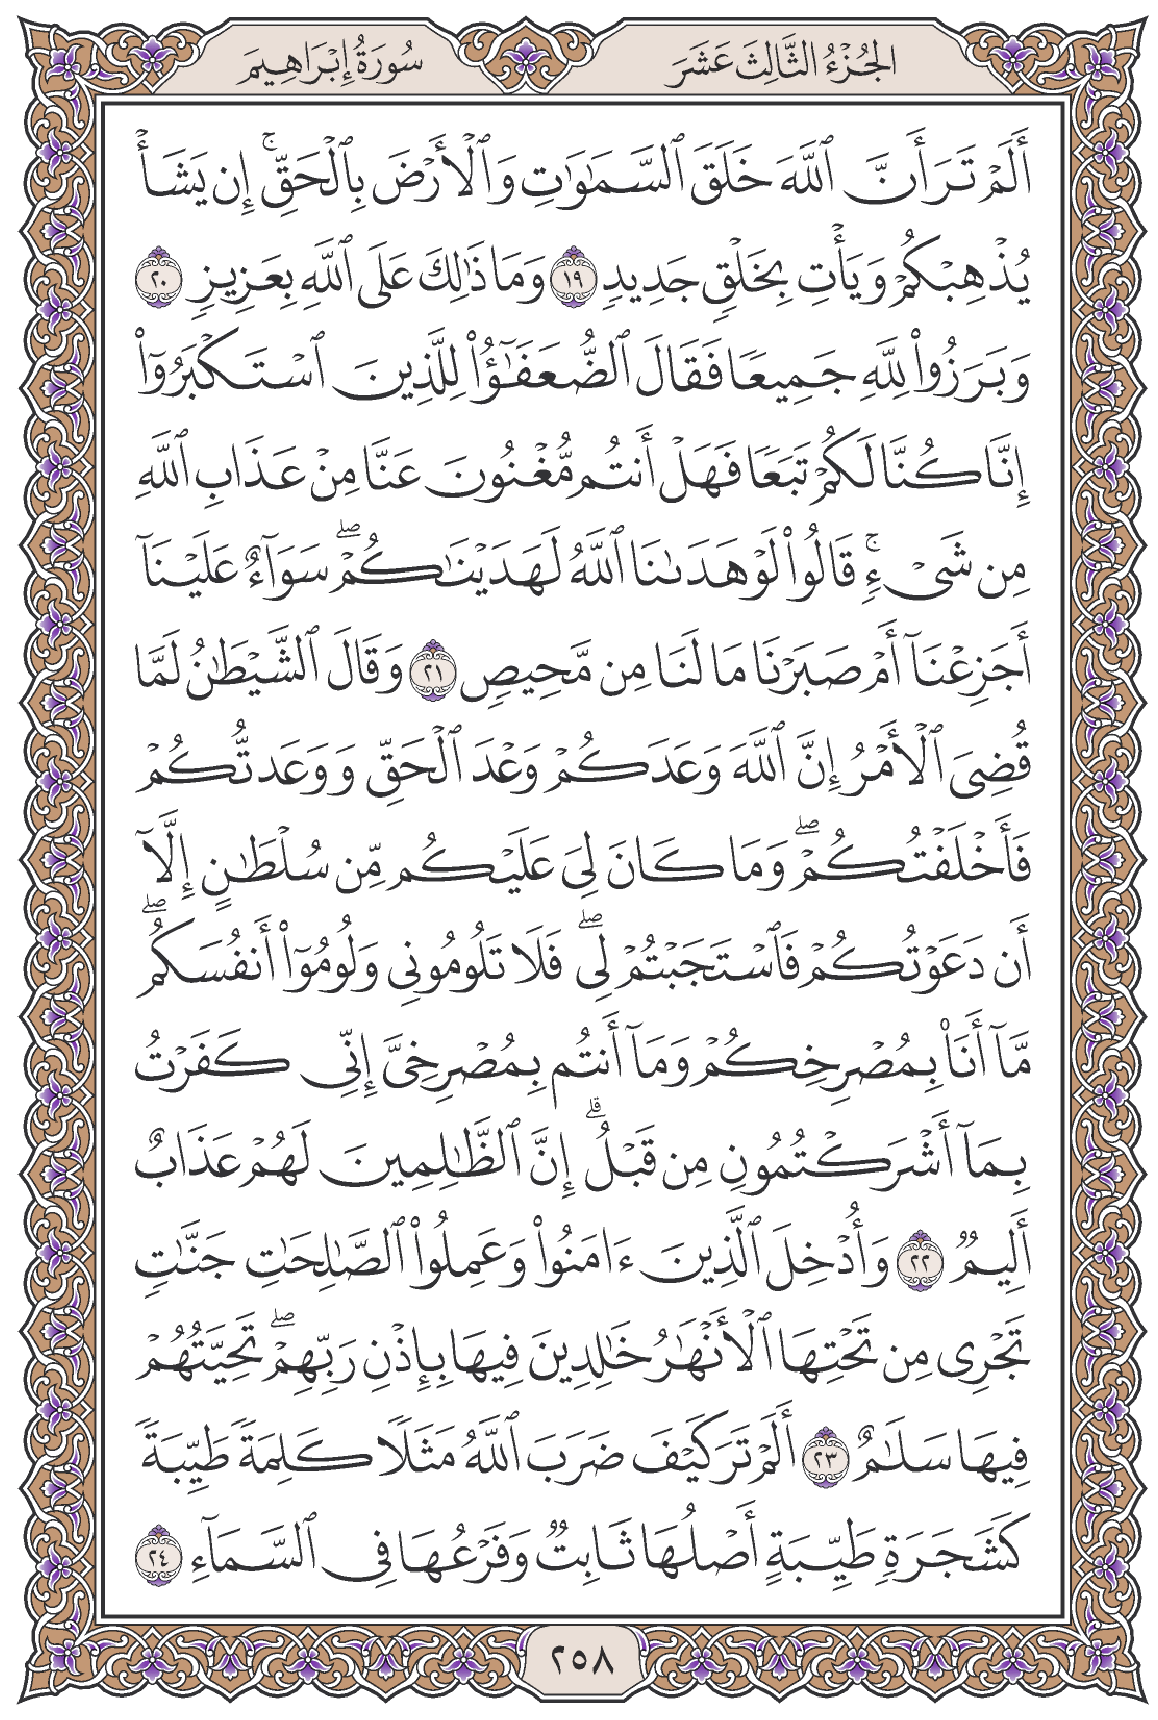 الجُزْءُ الثَّالِثَ عَشَرَ
سُورَةُ إِبْرَاهِيمَ
أَلَمْ تَرَ أَنَّ ٱللَّهَ خَلَقَ ٱلسَّمَٰوَٰتِ وَٱلْأَرْضَ بِٱلْحَقِّۚ إِن يَشَأْ
يُذْهِبْكُمْ وَيَأْتِ بِخَلْقٍ جَدِيدٍ ١٩ وَمَا ذَٰلِكَ عَلَى ٱللَّهِ بِعَزِيزٍ ٢٠
وَبَرَزُوا۟ لِلَّهِ جَمِيعًا فَقَالَ ٱلضُّعَفَٰٓؤُا۟ لِلَّذِينَ ٱسْتَكْبَرُوٓا۟
إِنَّا كُنَّا لَكُمْ تَبَعًا فَهَلْ أَنتُم مُّغْنُونَ عَنَّا مِنْ عَذَابِ ٱللَّهِ
مِن شَىْءٍۚ قَالُوا۟ لَوْ هَدَىٰنَا ٱللَّهُ لَهَدَيْنَٰكُمْۖ سَوَآءٌ عَلَيْنَآ
أَجَزِعْنَآ أَمْ صَبَرْنَا مَا لَنَا مِن مَّحِيصٍ ٢١ وَقَالَ ٱلشَّيْطَٰنُ لَمَّا
قُضِىَ ٱلْأَمْرُ إِنَّ ٱللَّهَ وَعَدَكُمْ وَعْدَ ٱلْحَقِّ وَوَعَدتُّكُمْ
فَأَخْلَفْتُكُمْۖ وَمَا كَانَ لِىَ عَلَيْكُم مِّن سُلْطَٰنٍ إِلَّآ
أَن دَعَوْتُكُمْ فَٱسْتَجَبْتُمْ لِىۖ فَلَا تَلُومُونِى وَلُومُوٓا۟ أَنفُسَكُمۖ
مَّآ أَنَا۠ بِمُصْرِخِكُمْ وَمَآ أَنتُم بِمُصْرِخِىَّ إِنِّى كَفَرْتُ
بِمَآ أَشْرَكْتُمُونِ مِن قَبْلُۗ إِنَّ ٱلظَّٰلِمِينَ لَهُمْ عَذَابٌ
أَلِيمٌ ٢٢ وَأُدْخِلَ ٱلَّذِينَ ءَامَنُوا۟ وَعَمِلُوا۟ ٱلصَّٰلِحَٰتِ جَنَّٰتٍ
تَجْرِى مِن تَحْتِهَا ٱلْأَنْهَٰرُ خَٰلِدِينَ فِيهَا بِإِذْنِ رَبِّهِمْۖ تَحِيَّتُهُمْ
فِيهَا سَلَٰمٌ ٢٣ أَلَمْ تَرَ كَيْفَ ضَرَبَ ٱللَّهُ مَثَلًا كَلِمَةً طَيِّبَةً
كَشَجَرَةٍ طَيِّبَةٍ أَصْلُهَا ثَابِتٌ وَفَرْعُهَا فِى ٱلسَّمَآءِ ٢٤
٢٥٨